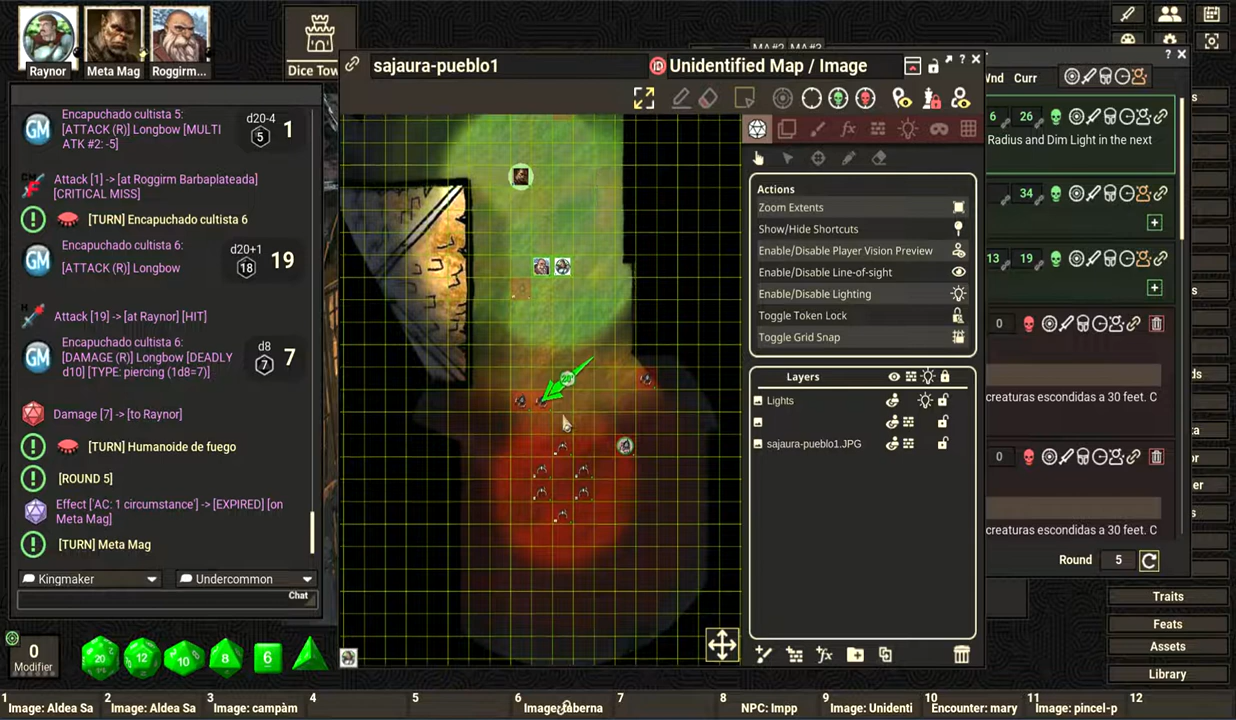 Raynor
Meta Mag
Roggirm...
Dice Tow
Encapuchado cultista 5:
[ATTACK (R)] Longbow [MULTI
ATK #2: -5]
d20-4
5
1
Attack [1] -> [at Roggirm Barbaplateada]
[CRITICAL MISS]
[TURN] Encapuchado cultista 6
Encapuchado cultista 6:
[ATTACK (R)] Longbow
d20+1
18
19
Attack [19] -> [at Raynor] [HIT]
Encapuchado cultista 6:
[DAMAGE (R)] Longbow [DEADLY
d10] [TYPE: piercing (1d8=7)]
d8
7
7
Damage [7] -> [to Raynor]
[TURN] Humanoide de fuego
[ROUND 5]
Effect ['AC: 1 circumstance'] -> [EXPIRED] [on
Meta Mag]
[TURN] Meta Mag
Kingmaker
Undercommon
Chat
0
Modifier
20
12
10
8
6
sajaura-pueblo1
ID
Unidentified Map / Image
Actions
Zoom Extents
Show/Hide Shortcuts
Enable/Disable Player Vision Preview
Enable/Disable Line-of-sight
Enable/Disable Lighting
Toggle Token Lock
Toggle Grid Snap
Layers
Lights
sajaura-pueblo1.JPG
Wnd
Curr
6
26
Radius and Dim Light in the next
34
13
19
0
creaturas escondidas a 30 feet. C
0
creaturas escondidas a 30 feet. C
Round
5
Traits
Feats
Assets
Library
1
Image: Aldea Sa
2
Image: Aldea Sa
3
Image: campàm
4
5
6
7
8
NPC: Impp
9
Image: Unidenti
10
Encounter: mary
11
Image: pincel-p
12